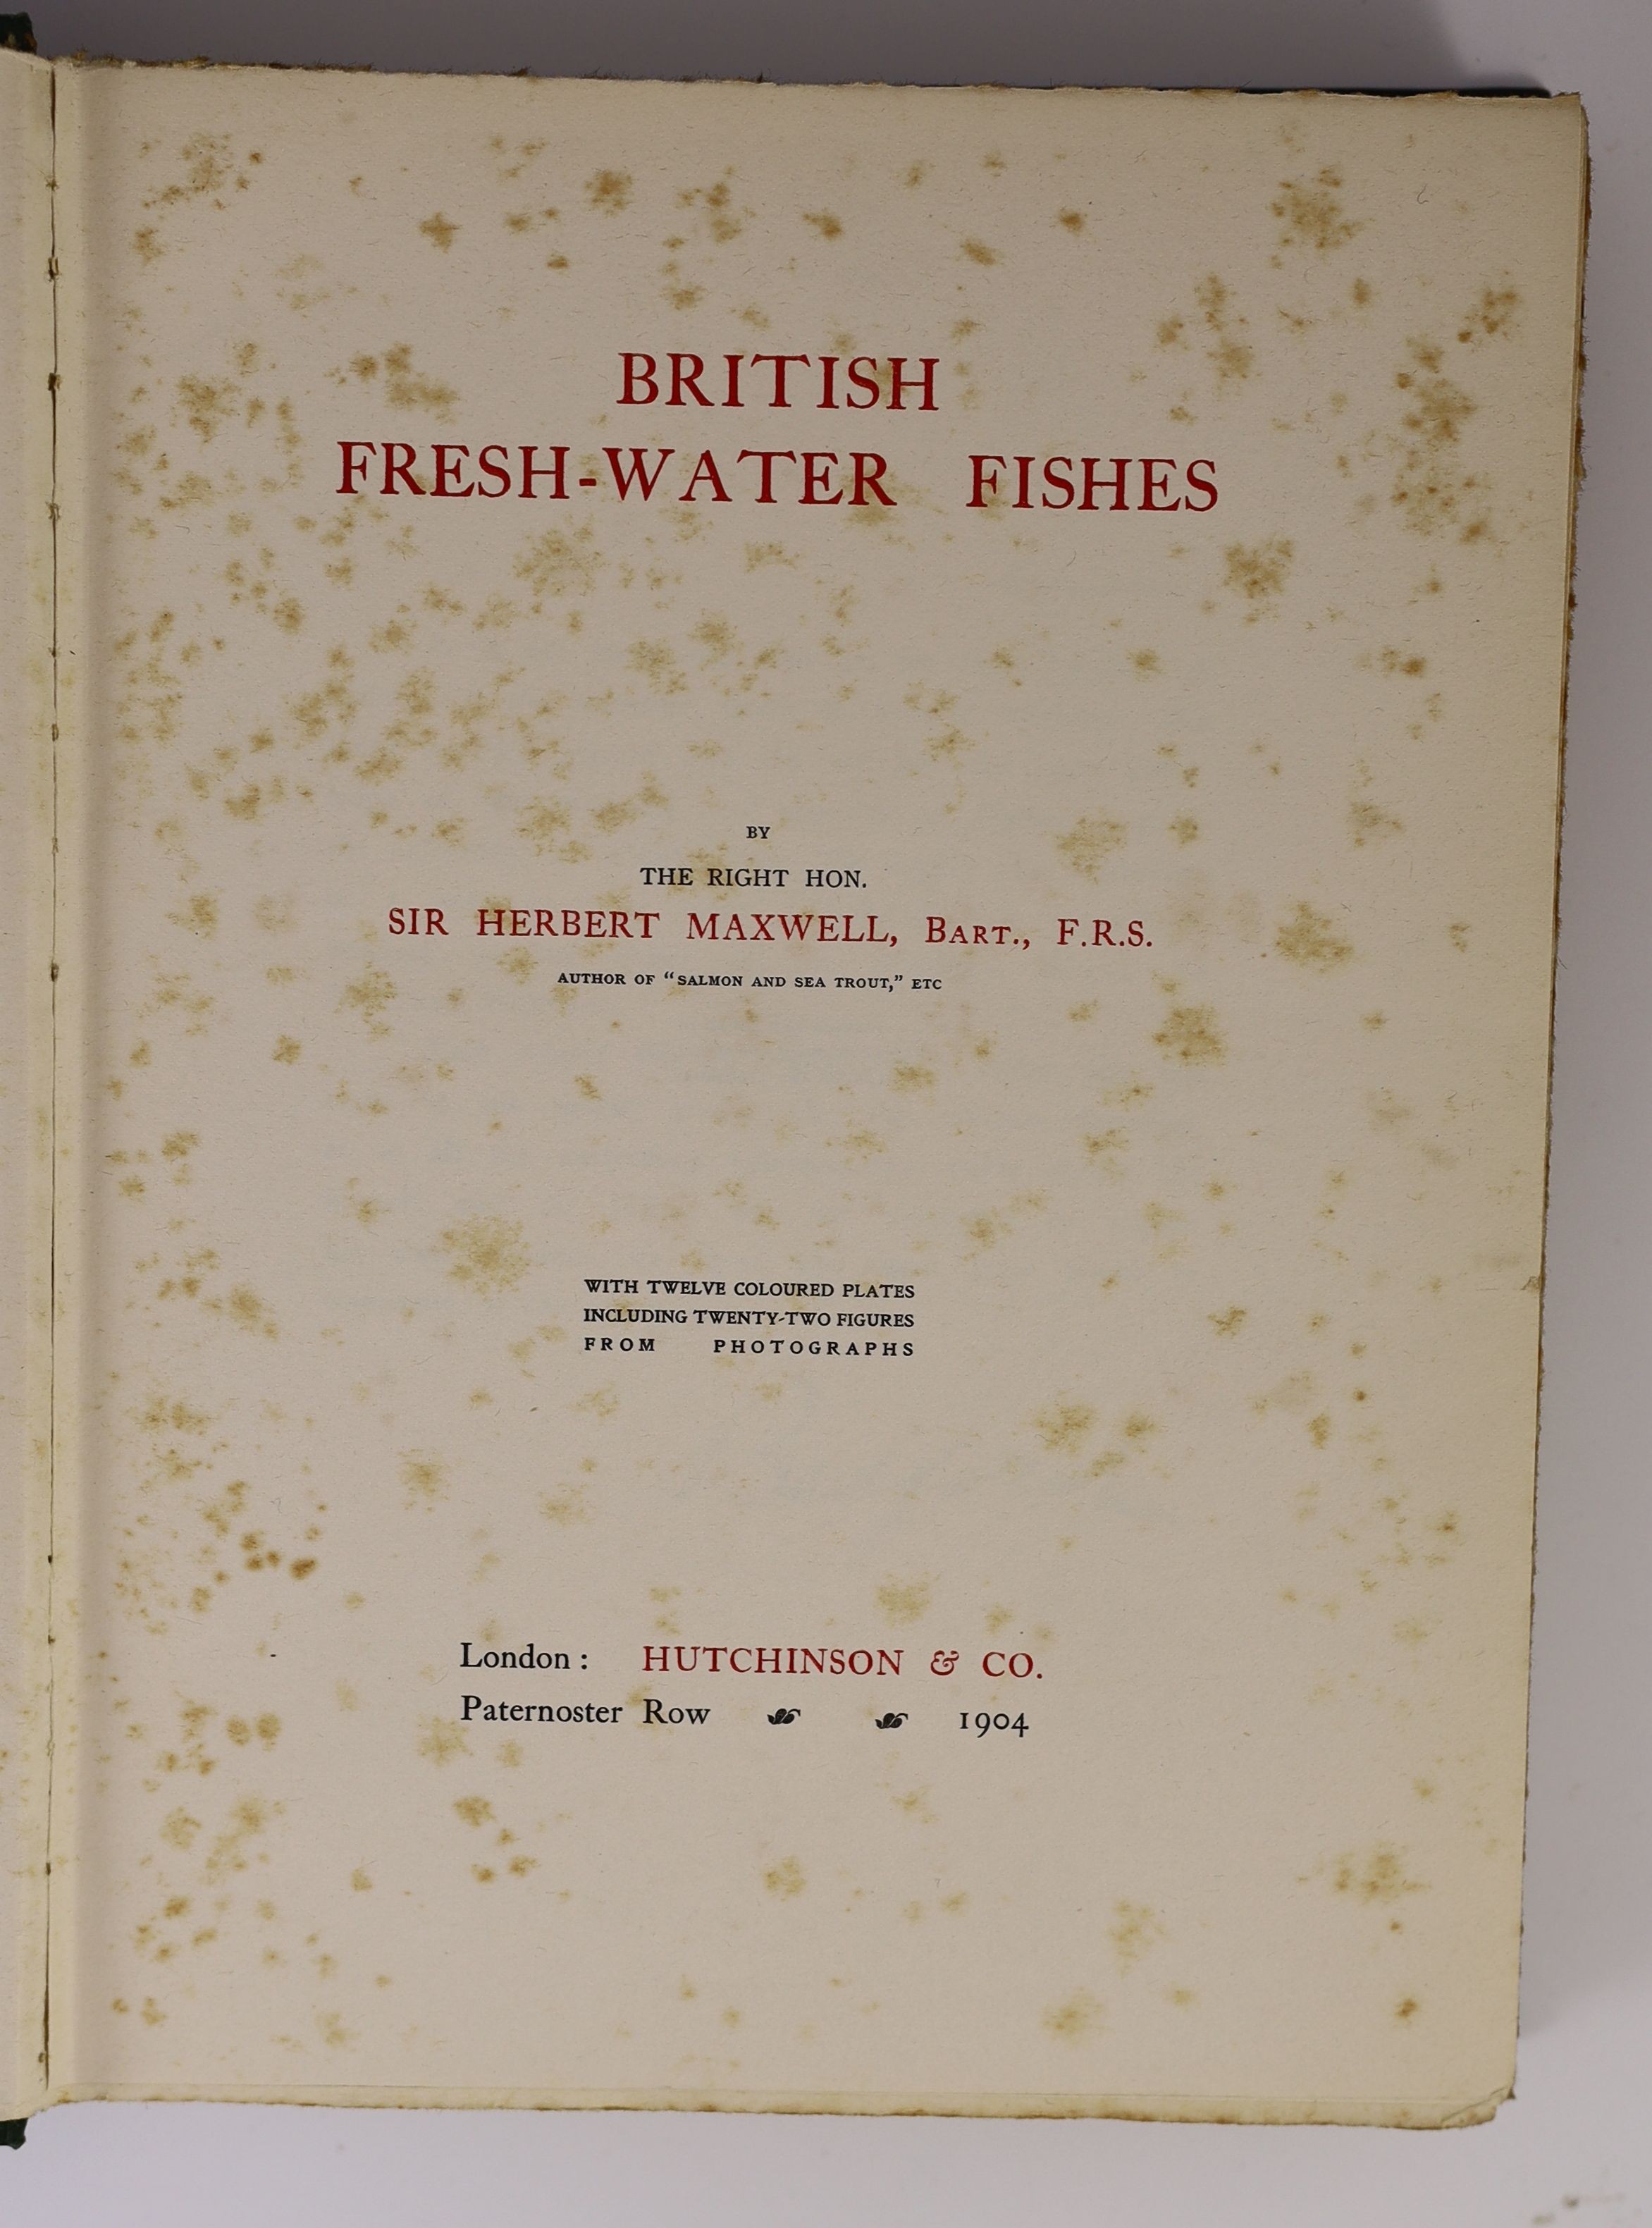 BRITISH
FRESH-WATER FISHES
BY
THE RIGHT HON.
SIR HERBERT MAXWELL, BART., F.R.S.
AUTHOR OF "SALMON AND SEA TROUT," ETC
WITH TWELVE COLOURED PLATES
INCLUDING TWENTY-TWO FIGURES
FROM PHOTOGRAPHS
London: HUTCHINSON & CO.
Paternoster Row 1904